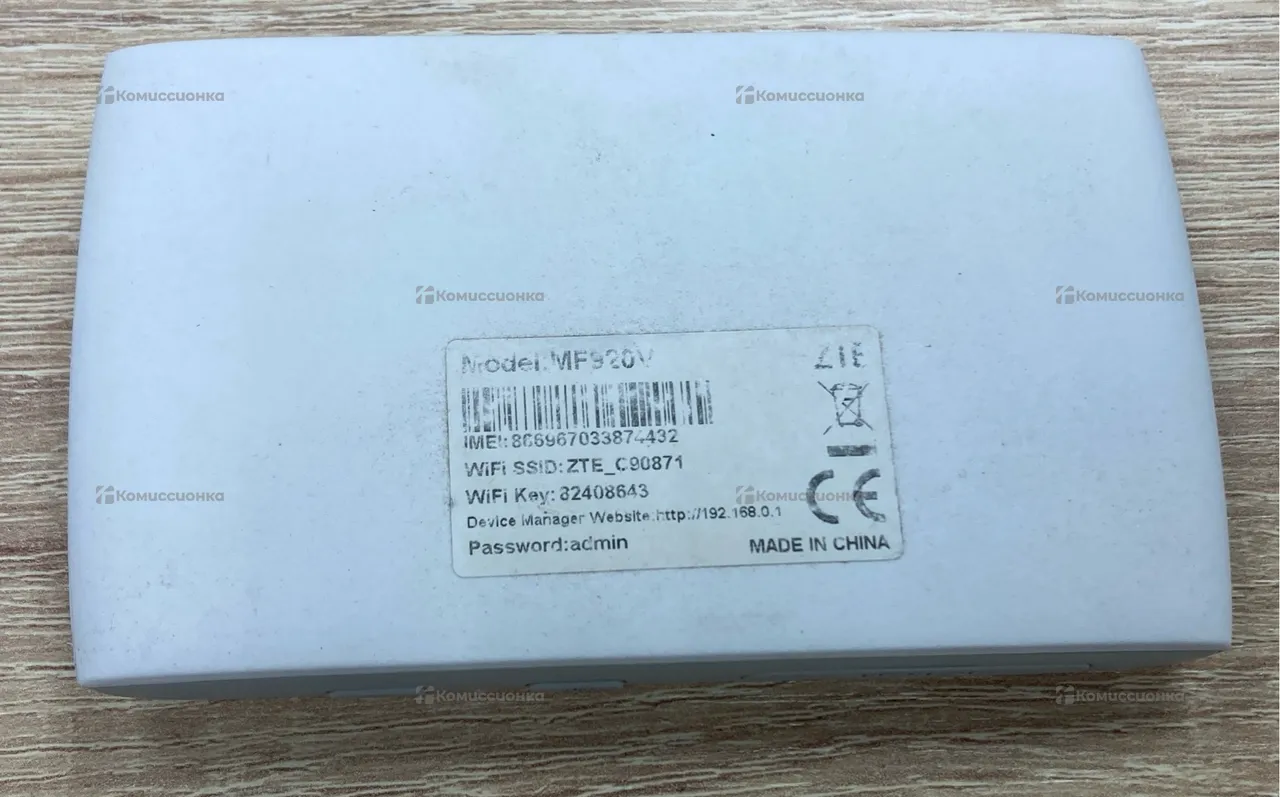 Комиссионка
Комиссионка
Комиссионка
Комиссионка
Model:MF920V
ZTE
IMEI:866967033874432
WiFi SSID:ZTE_C90871
WiFi Key:82408643
Комиссионка
Комиссионка
Device Manager Website:http://192.168.0.1
Password:admin
MADE IN CHINA
Комиссионка
Комиссионка